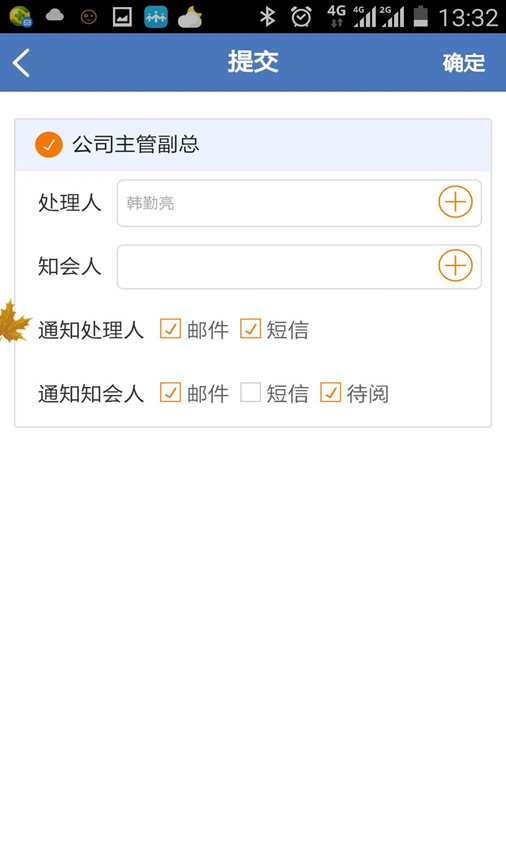 4G 4G 2G 13:32
提交 确定
公司主管副总
处理人 韩勤亮
知会人
通知处理人 邮件 短信
通知知会人 邮件 短信 待阅